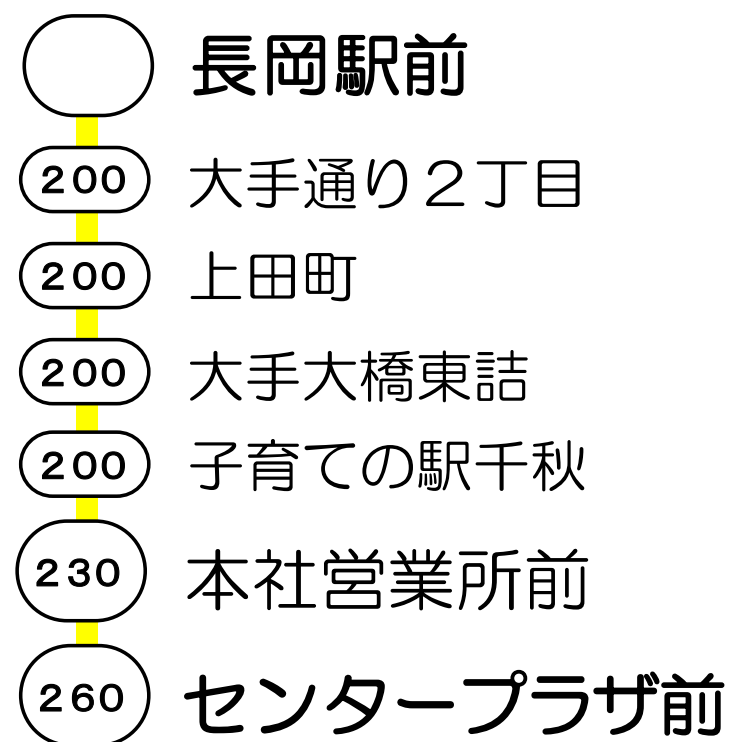 長岡駅前
200 大手通り２丁目
200 上田町
200 大手大橋東詰
200 子育ての駅千秋
230 本社営業所前
260 センタープラザ前